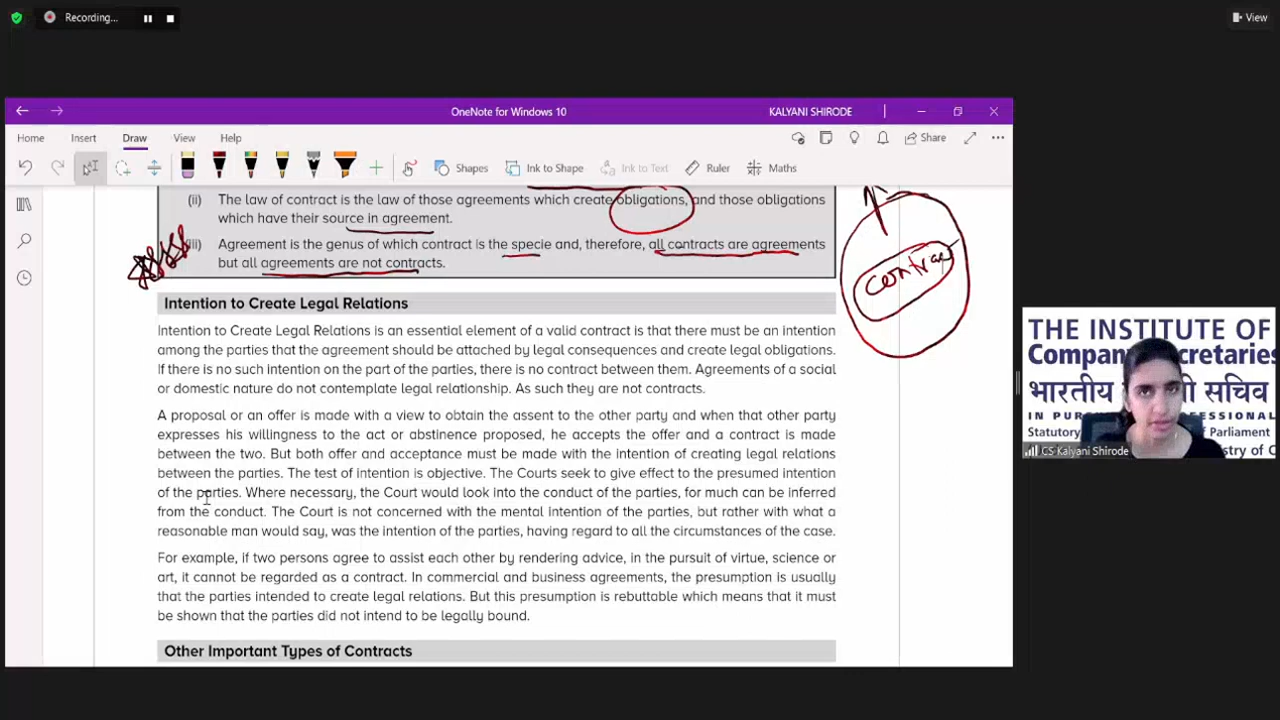 Recording...
View
OneNote for Windows 10
KALYANI SHIRODE
Home Insert Draw View Help
Share
Shapes
Ink to Shape
Ink to Text
Ruler
Maths
(ii) The law of contract is the law of those agreements which create obligations, and those obligations
which have their source in agreement.
Agreement is the genus of which contract is the specie and, therefore, all contracts are agreements
but all agreements are not contracts.
Intention to Create Legal Relations
Intention to Create Legal Relations is an essential element of a valid contract is that there must be an intention
among the parties that the agreement should be attached by legal consequences and create legal obligations.
If there is no such intention on the part of the parties, there is no contract between them. Agreements of a social
or domestic nature do not contemplate legal relationship. As such they are not contracts.
A proposal or an offer is made with a view to obtain the assent to the other party and when that other party
expresses his willingness to the act or abstinence proposed, he accepts the offer and a contract is made
between the two. But both offer and acceptance must be made with the intention of creating legal relations
between the parties. The test of intention is objective. The Courts seek to give effect to the presumed intention
of the parties. Where necessary, the Court would look into the conduct of the parties, for much can be inferred
from the conduct. The Court is not concerned with the mental intention of the parties, but rather with what a
reasonable man would say, was the intention of the parties, having regard to all the circumstances of the case.
For example, if two persons agree to assist each other by rendering advice, in the pursuit of virtue, science or
art, it cannot be regarded as a contract. In commercial and business agreements, the presumption is usually
that the parties intended to create legal relations. But this presumption is rebuttable which means that it must
be shown that the parties did not intend to be legally bound.
Other Important Types of Contracts
THE INSTITUTE OF
भारतीय सचिव
IN PURS
Statutory of Parliament
CS Kalyani Shirode